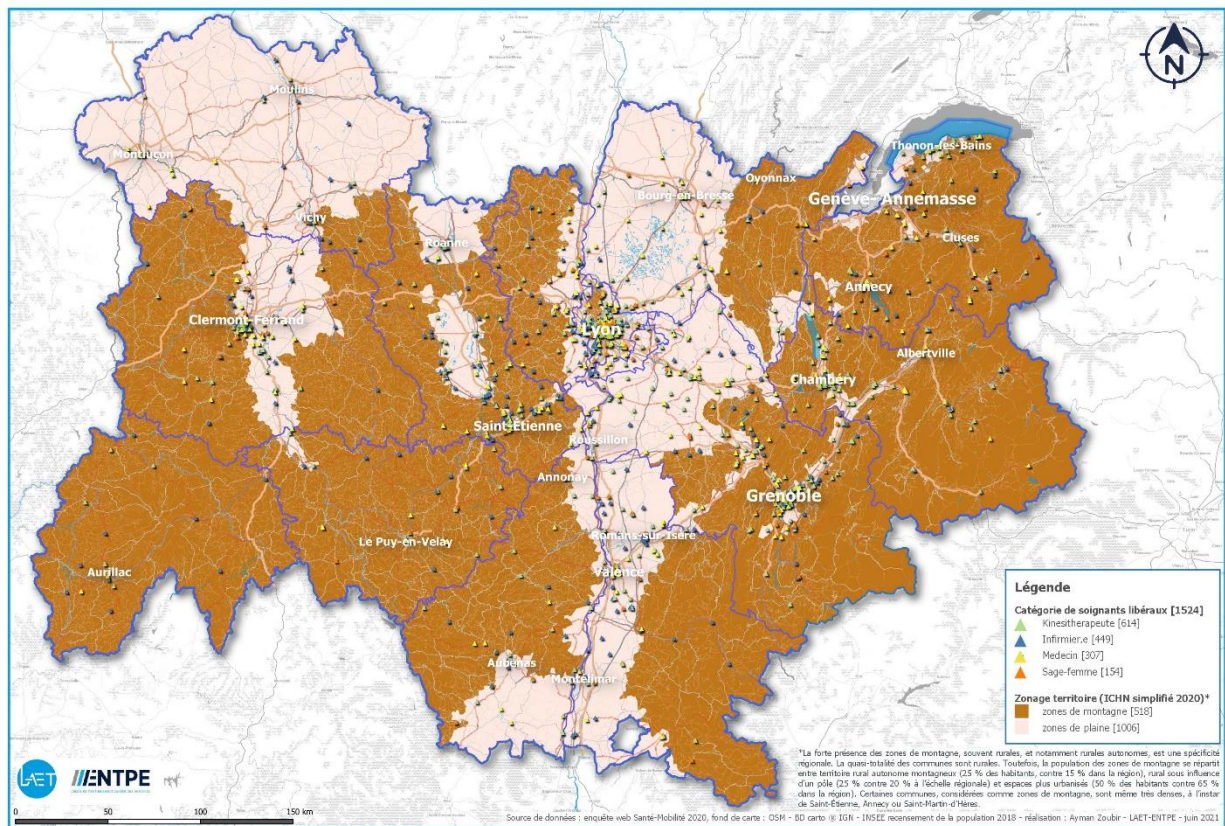 Moulins
Montluçon
Vichy
Roanne
Bourg-en-Bresse
Oyonnax
Thonon-les-Bains
Genève- Annemasse
Cluses
Annecy
Clermont-Ferrand
Lyon
Albertville
Chambéry
Saint-Etienne
Roussillon
Annonay
Grenoble
Le Puy-en-Velay
Romans-sur-Isère
Aurillac
Valence
Aubenas
Montélimar
N
Légende
Catégorie de soignants libéraux [1524]
Kinesitherapeute [614]
Infirmier.e [449]
Medecin [307]
Sage-femme [154]
Zonage territoire (ICHN simplifié 2020)*
zones de montagne [518]
zones de plaine [1006]
*La forte présence des zones de montagne, souvent rurales, et notamment rurales autonomes, est une spécificité
régionale. La quasi-totalité des communes sont rurales. Toutefois, la population des zones de montagne se répartit
entre territoire rural autonome montagneux (25 % des habitants, contre 15 % dans la région), rural sous influence
d'un pôle (25 % contre 20 % à l'échelle régionale) et espaces plus urbanisés (50 % des habitants contre 65 %
dans la région). Certaines communes, considérées comme zones de montagne, sont même très denses, à l'instar
de Saint-Étienne, Annecy ou Saint-Martin-d'Hères.
LAET
ENTPE
0 50 100 150 km
Source de données : enquête web Santé-Mobilité 2020, fond de carte : OSM - BD carto ® IGN - INSEE recensement de la population 2018 - réalisation : Ayman Zoubir - LAET-ENTPE - juin 2021